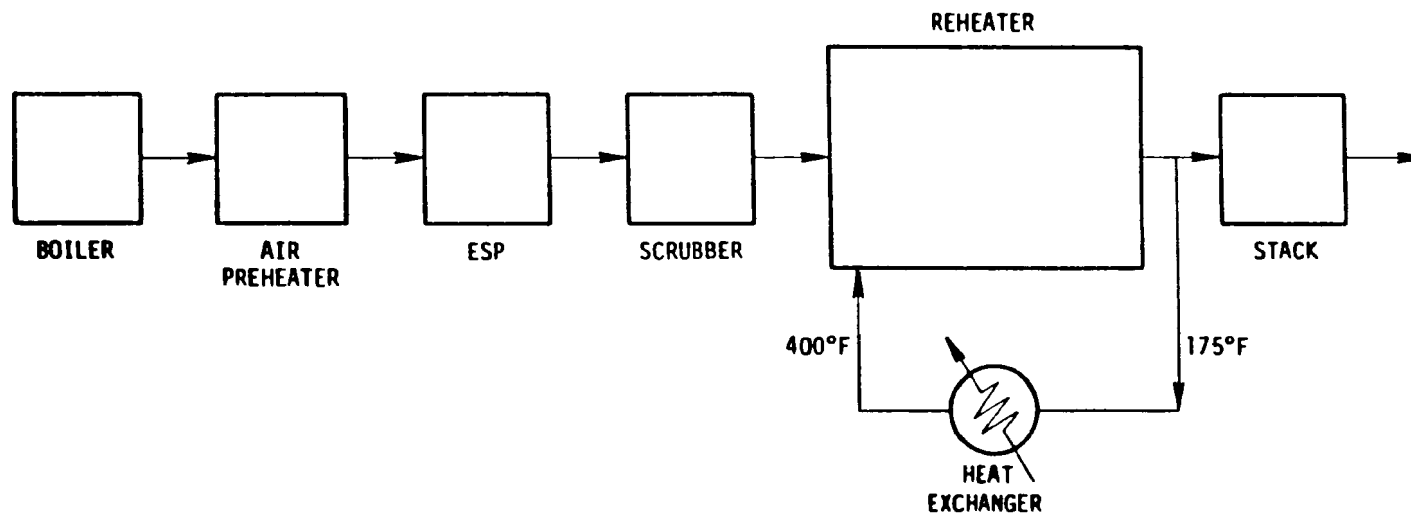 REHEATER
BOILER
AIR
PREHEATER
ESP
SCRUBBER
STACK
400°F
175°F
HEAT
EXCHANGER